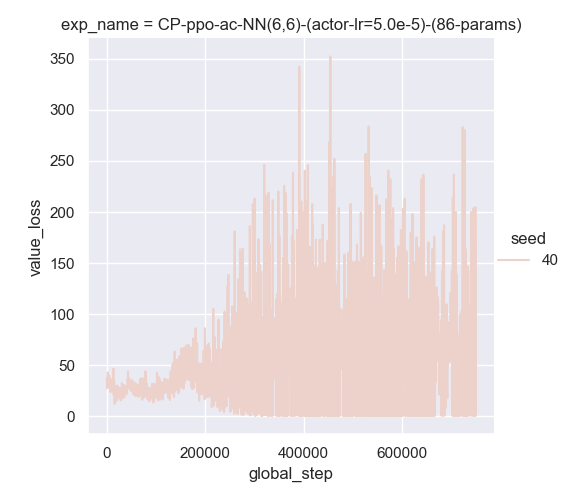 exp_name = CP-ppo-ac-NN(6,6)-(actor-lr=5.0e-5)-(86-params)
350
300
250
200
150
100
50
0
value_loss
0 200000 400000 600000
global_step
seed
40